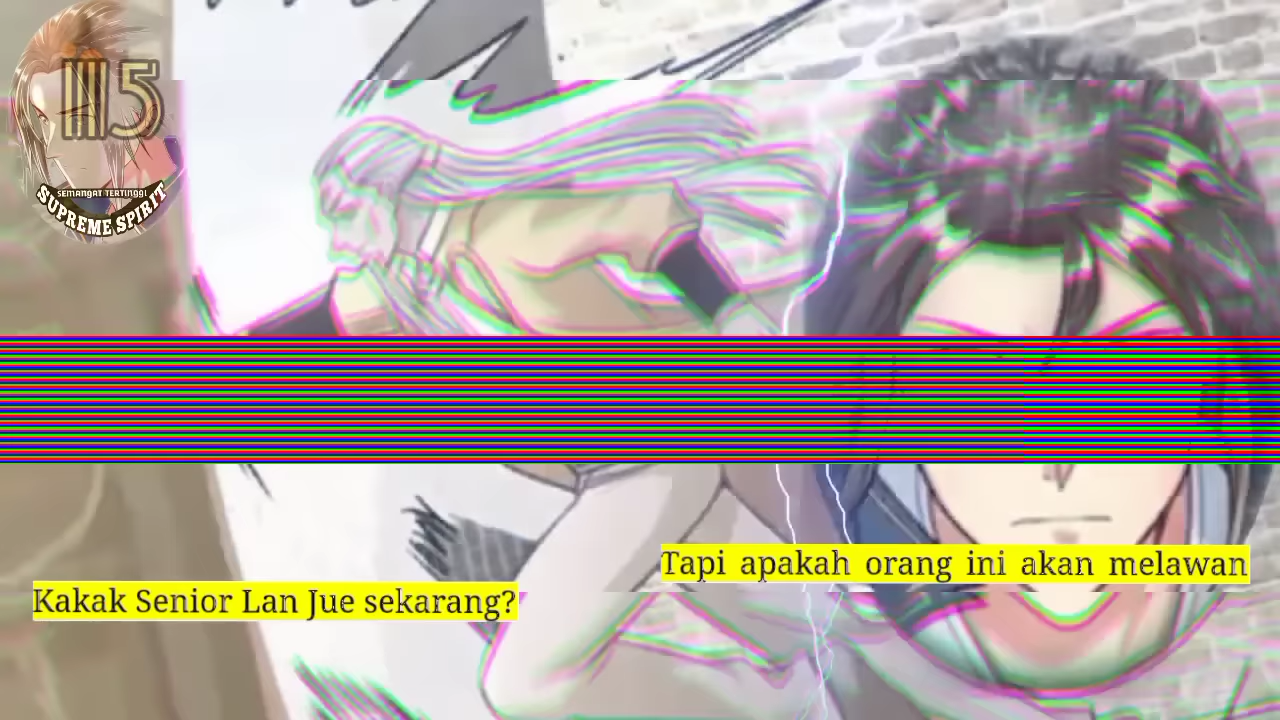 115
SEMANGAT TERTINGGI
SUPREME SPIRIT
Tapi apakah orang ini akan melawan
Kakak Senior Lan Jue sekarang?